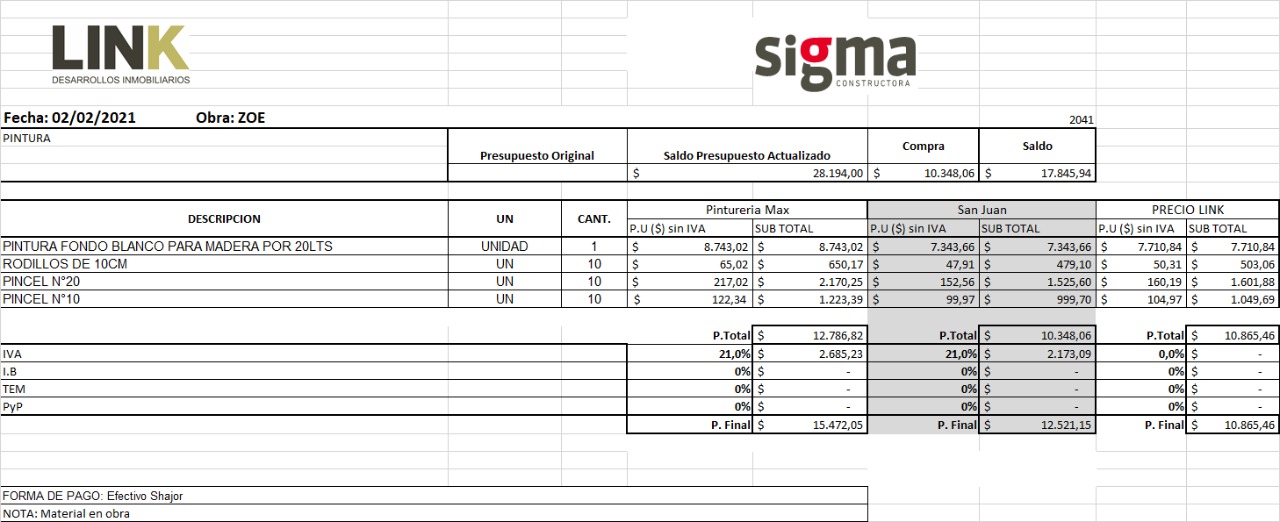 LINK
DESARROLLOS INMOBILIARIOS
sigma
CONSTRUCTORA
Fecha: 02/02/2021 Obra: ZOE 2041
PINTURA
Presupuesto Original Saldo Presupuesto Actualizado Compra Saldo
$ 28.194,00 $ 10.348,06 $ 17.845,94
DESCRIPCION UN CANT. Pintureria Max San Juan PRECIO LINK
P.U ($) sin IVA SUB TOTAL P.U ($) sin IVA SUB TOTAL P.U ($) sin IVA SUB TOTAL
PINTURA FONDO BLANCO PARA MADERA POR 20LTS UNIDAD 1 $ 8.743,02 $ 8.743,02 $ 7.343,66 $ 7.343,66 $ 7.710,84 $ 7.710,84
RODILLOS DE 10CM UN 10 $ 65,02 $ 650,17 $ 47,91 $ 479,10 $ 50,31 $ 503,06
PINCEL N°20 UN 10 $ 217,02 $ 2.170,25 $ 152,56 $ 1.525,60 $ 160,19 $ 1.601,88
PINCEL N°10 UN 10 $ 122,34 $ 1.223,39 $ 99,97 $ 999,70 $ 104,97 $ 1.049,69
P.Total $ 12.786,82 P.Total $ 10.348,06 P.Total $ 10.865,46
IVA 21,0% $ 2.685,23 21,0% $ 2.173,09 0,0% $ -
I.B 0% $ - 0% $ - 0% $ -
TEM 0% $ - 0% $ - 0% $ -
PyP 0% $ - 0% $ - 0% $ -
P. Final $ 15.472,05 P. Final $ 12.521,15 P. Final $ 10.865,46
FORMA DE PAGO: Efectivo Shajor
NOTA: Material en obra